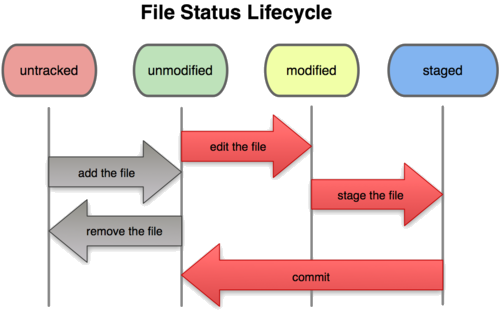 File Status Lifecycle
untracked
unmodified
modified
staged
edit the file
add the file
stage the file
remove the file
commit